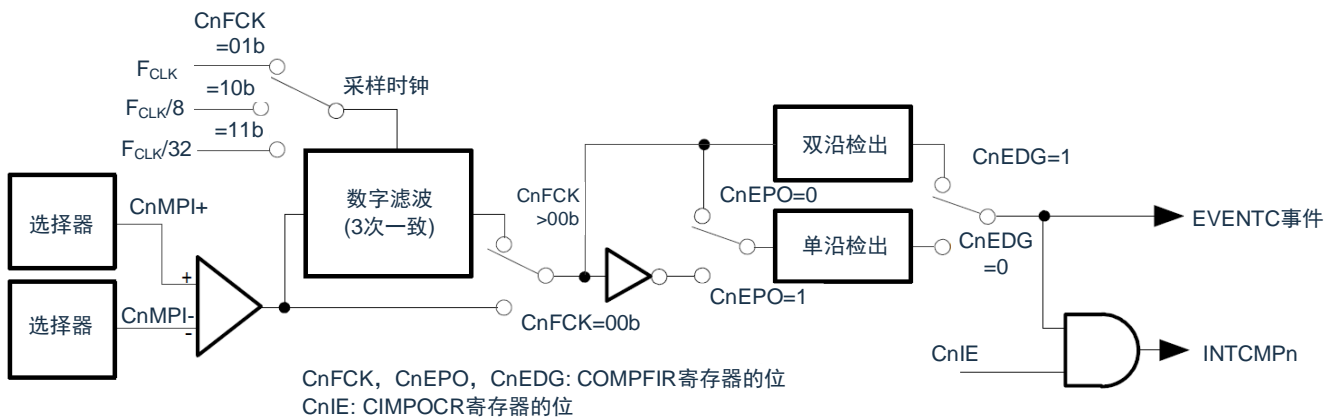 CnFCK
=01b
FCLK
采样时钟
=10b
FCLK/8
=11b
FCLK/32
双沿检出
CnEDG=1
选择器
CnMPI+
数字滤波
(3次一致)
CnFCK
>00b
CnEPO=0
EVENTC事件
+
单沿检出
CnEDG
=0
选择器
CnMPI-
-
CnEPO=1
CnFCK=00b
CnIE
INTCMPn
CnFCK，CnEPO，CnEDG: COMPFIR寄存器的位
CnIE: CIMPOCR寄存器的位